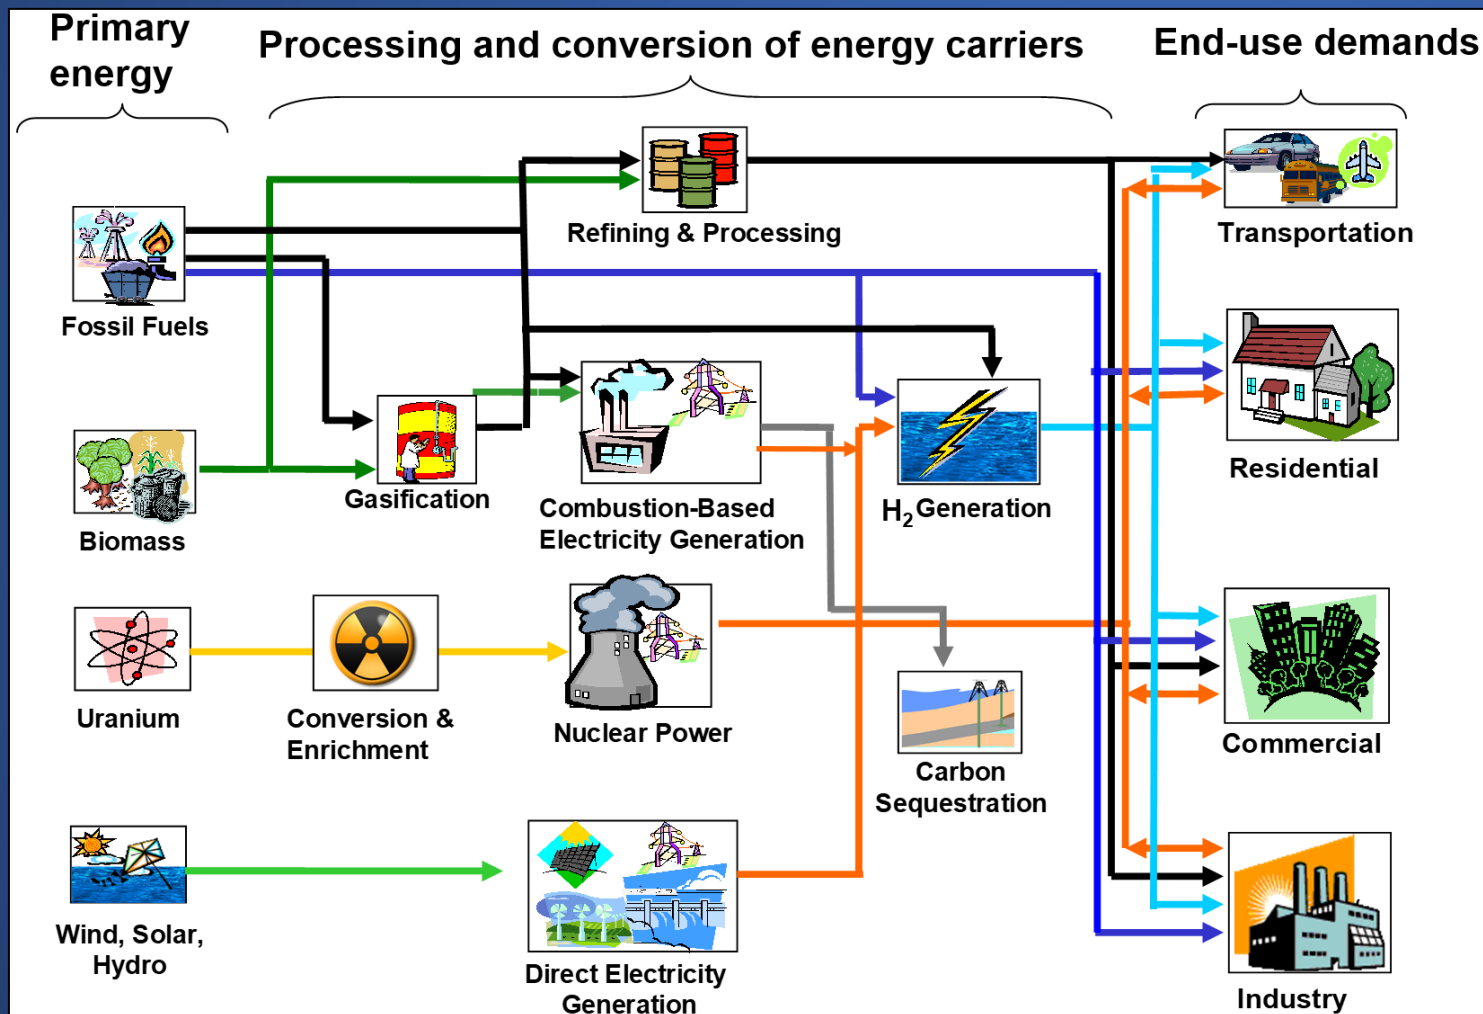 Primary
energy
Processing and conversion of energy carriers
End-use demands
Refining & Processing
Transportation
Fossil Fuels
Residential
Gasification
Combustion-Based
Electricity Generation
H₂ Generation
Biomass
Uranium
Conversion &
Enrichment
Nuclear Power
Commercial
Carbon
Sequestration
Wind, Solar,
Hydro
Direct Electricity
Generation
Industry